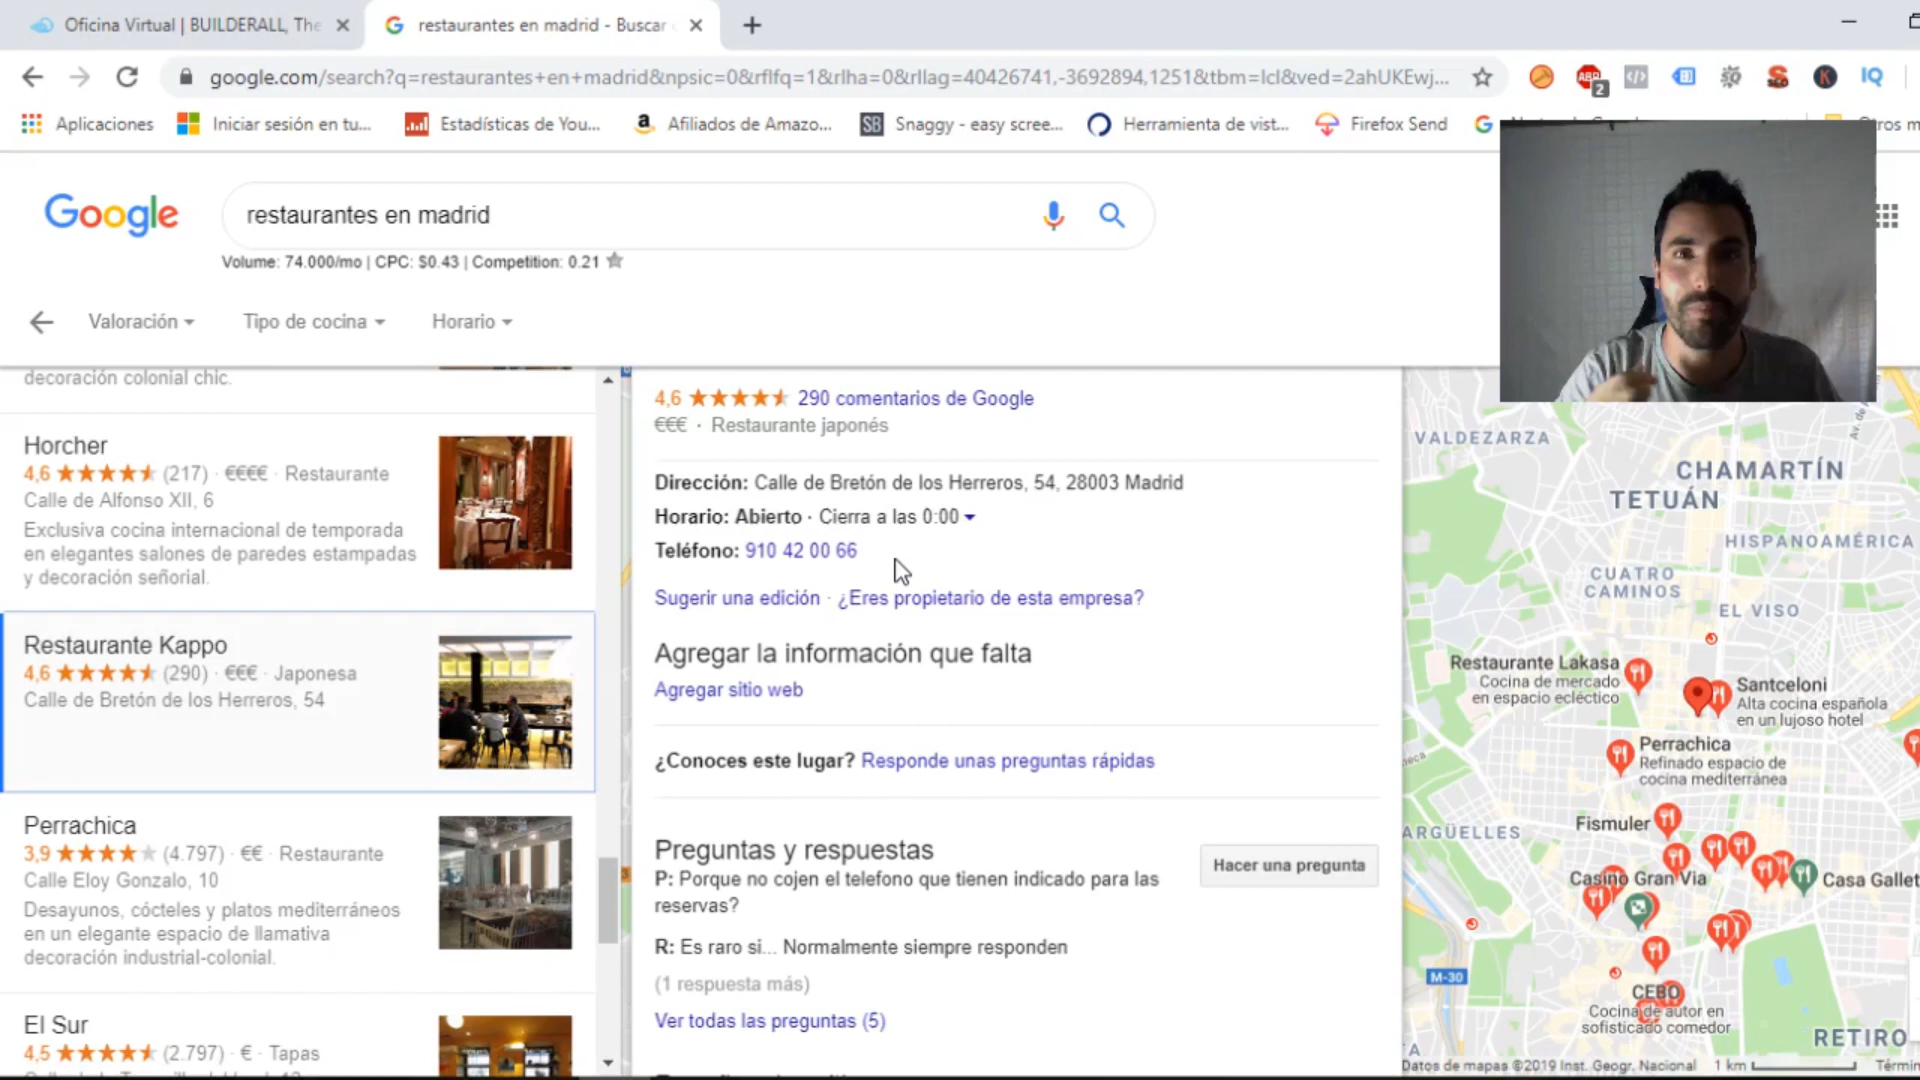 Oficina Virtual | BUILDERALL, The
restaurantes en madrid - Buscar
google.com/search?q=restaurantes+en+madrid&npsic=0&rflfq=1&rlha=0&rllag=40426741,-3692894,1251&tbm=lcl&ved=2ahUKEwj...
ABP
2
SEO
K
IQ
Aplicaciones
Iniciar sesión en tu...
Estadísticas de You...
Afiliados de Amazo...
SB
Snaggy - easy scree...
Herramienta de vist...
Firefox Send
Google
restaurantes en madrid
Volume: 74.000/mo | CPC: $0.43 | Competition: 0.21
Valoración
Tipo de cocina
Horario
decoración colonial chic.
Horcher
4,6 (217) · €€€€ · Restaurante
Calle de Alfonso XII, 6
Exclusiva cocina internacional de temporada
en elegantes salones de paredes estampadas
y decoración señorial.
Restaurante Kappo
4,6 (290) · €€€ · Japonesa
Calle de Bretón de los Herreros, 54
Perrachica
3,9 (4.797) · €€ · Restaurante
Calle Eloy Gonzalo, 10
Desayunos, cócteles y platos mediterráneos
en un elegante espacio de llamativa
decoración industrial-colonial.
El Sur
4,5 (2.797) · € · Tapas
4,6 290 comentarios de Google
€€€ · Restaurante japonés
Dirección: Calle de Bretón de los Herreros, 54, 28003 Madrid
Horario: Abierto · Cierra a las 0:00
Teléfono: 910 42 00 66
Sugerir una edición · ¿Eres propietario de esta empresa?
Agregar la información que falta
Agregar sitio web
¿Conoces este lugar? Responde unas preguntas rápidas
Preguntas y respuestas
Hacer una pregunta
P: Porque no cojen el telefono que tienen indicado para las
reservas?
R: Es raro si... Normalmente siempre responden
(1 respuesta más)
Ver todas las preguntas (5)
VALDEZARZA
CHAMARTÍN
TETUÁN
HISPANOAMÉRICA
CUATRO
CAMINOS
EL VISO
Restaurante Lakasa
Cocina de mercado
en espacio ecléctico
Santceloni
Alta cocina española
en un lujoso hotel
Perrachica
Refinado espacio de
cocina mediterránea
ARGÜELLES
Fismuler
Casino Gran Via
Casa Gallet
M-30
CEBO
Cocina de autor en
sofisticado comedor
RETIRO
Datos de mapas ©2019 Inst. Geogr. Nacional
1 km
Términ